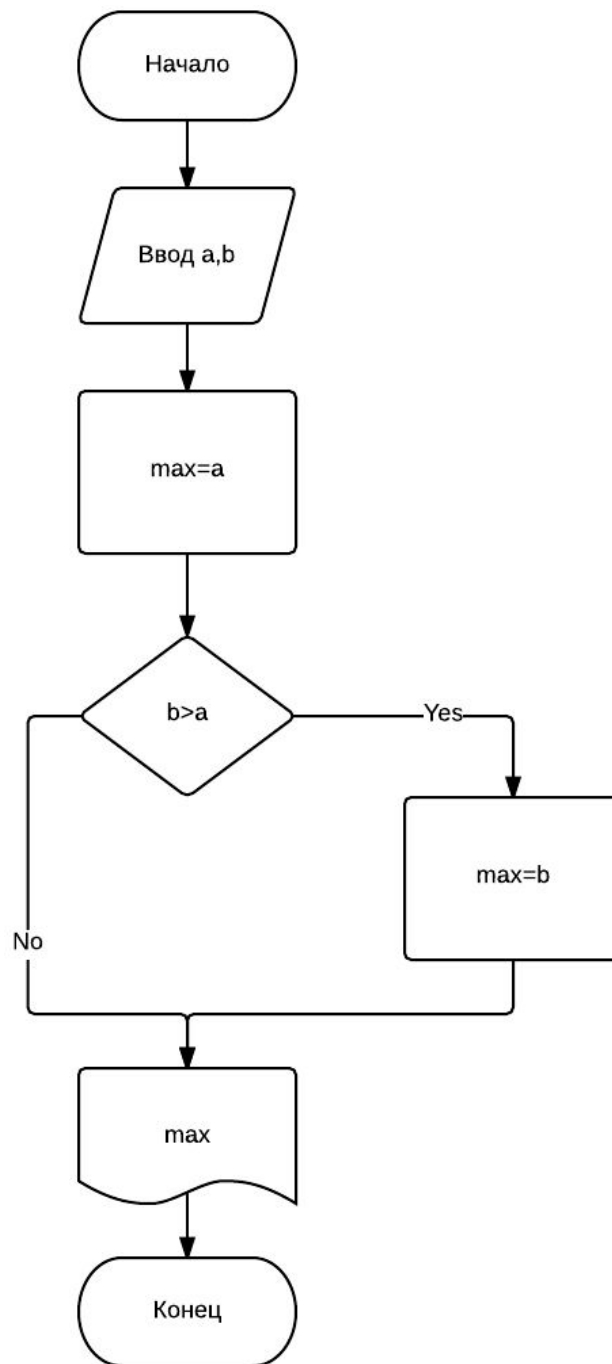 Начало
Ввод a,b
max=a
b>a
Yes
max=b
No
max
Конец